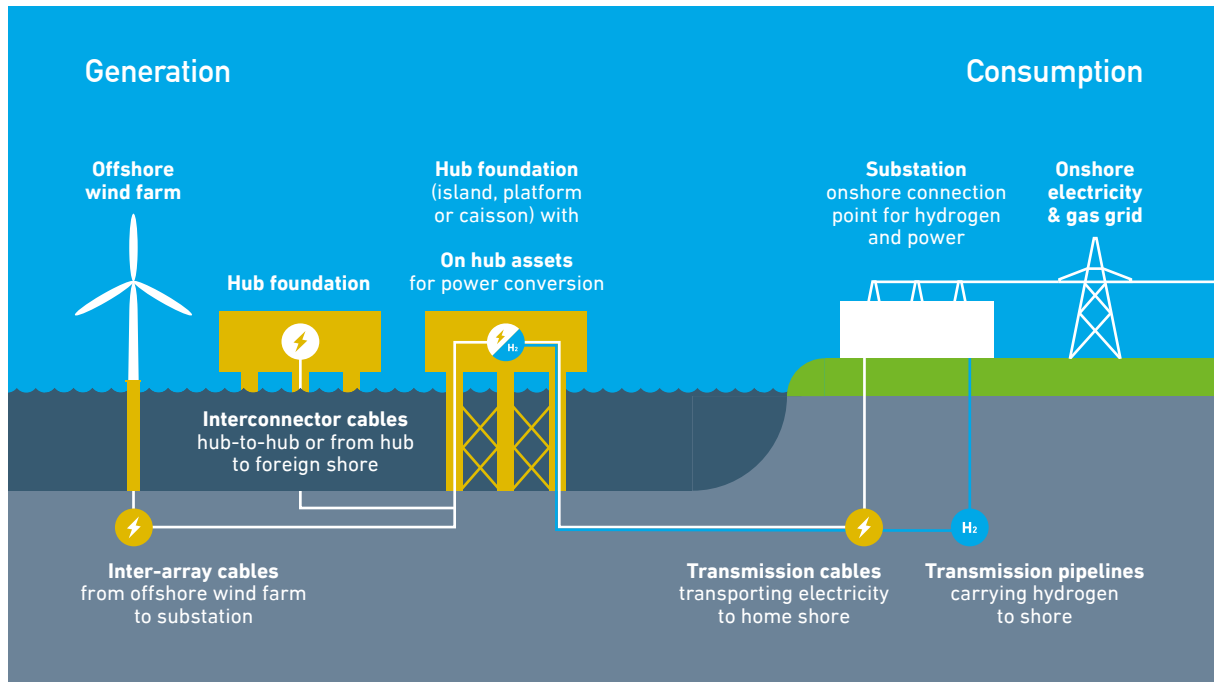 Generation
Consumption
Offshore
wind farm
Hub foundation
Hub foundation
(island, platform
or caisson) with
On hub assets
for power conversion
Substation
onshore connection
point for hydrogen
and power
Onshore
electricity
& gas grid
H₂
Interconnector cables
hub-to-hub or from hub
to foreign shore
H₂
Inter-array cables
from offshore wind farm
to substation
Transmission cables
transporting electricity
to home shore
Transmission pipelines
carrying hydrogen
to shore